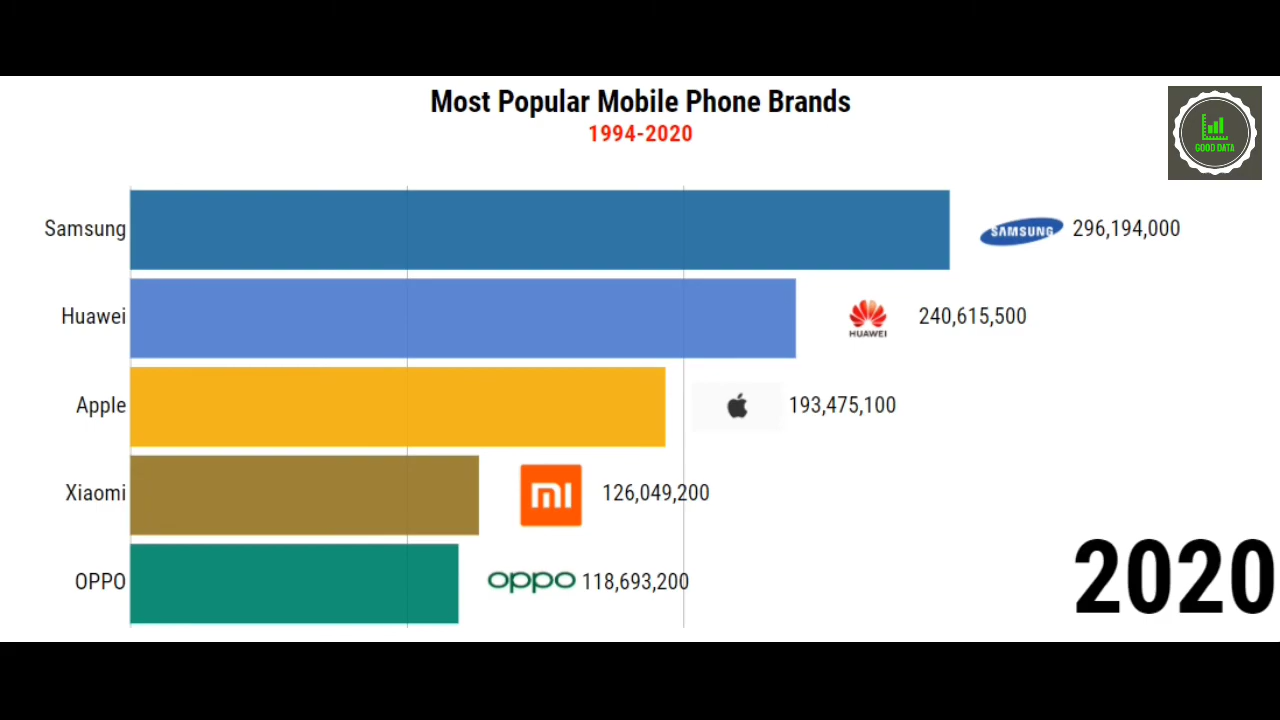 Most Popular Mobile Phone Brands
1994-2020
GOOD DATA
Samsung SAMSUNG 296,194,000
Huawei HUAWEI 240,615,500
Apple 193,475,100
Xiaomi mi 126,049,200
OPPO oppo 118,693,200
2020